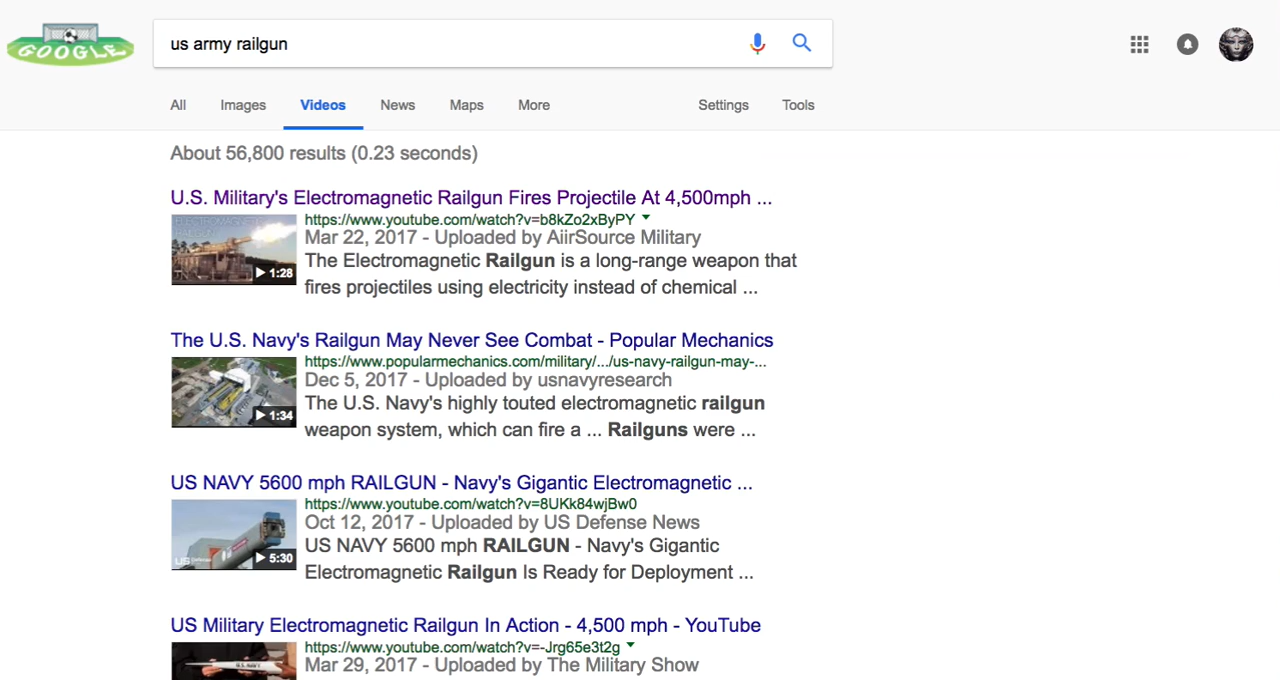 GOOGLE
us army railgun
All Images Videos News Maps More Settings Tools
About 56,800 results (0.23 seconds)
U.S. Military's Electromagnetic Railgun Fires Projectile At 4,500mph ...
https://www.youtube.com/watch?v=b8kZo2xByPY
Mar 22, 2017 - Uploaded by AiirSource Military
The Electromagnetic Railgun is a long-range weapon that
fires projectiles using electricity instead of chemical ...
1:28
The U.S. Navy's Railgun May Never See Combat - Popular Mechanics
https://www.popularmechanics.com/military/.../us-navy-railgun-may-...
Dec 5, 2017 - Uploaded by usnavyresearch
The U.S. Navy's highly touted electromagnetic railgun
weapon system, which can fire a ... Railguns were ...
1:34
US NAVY 5600 mph RAILGUN - Navy's Gigantic Electromagnetic ...
https://www.youtube.com/watch?v=8UKk84wjBw0
Oct 12, 2017 - Uploaded by US Defense News
US NAVY 5600 mph RAILGUN - Navy's Gigantic
Electromagnetic Railgun Is Ready for Deployment ...
5:30
US Military Electromagnetic Railgun In Action - 4,500 mph - YouTube
https://www.youtube.com/watch?v=-Jrg65e3t2g
Mar 29, 2017 - Uploaded by The Military Show
U.S. NAVY